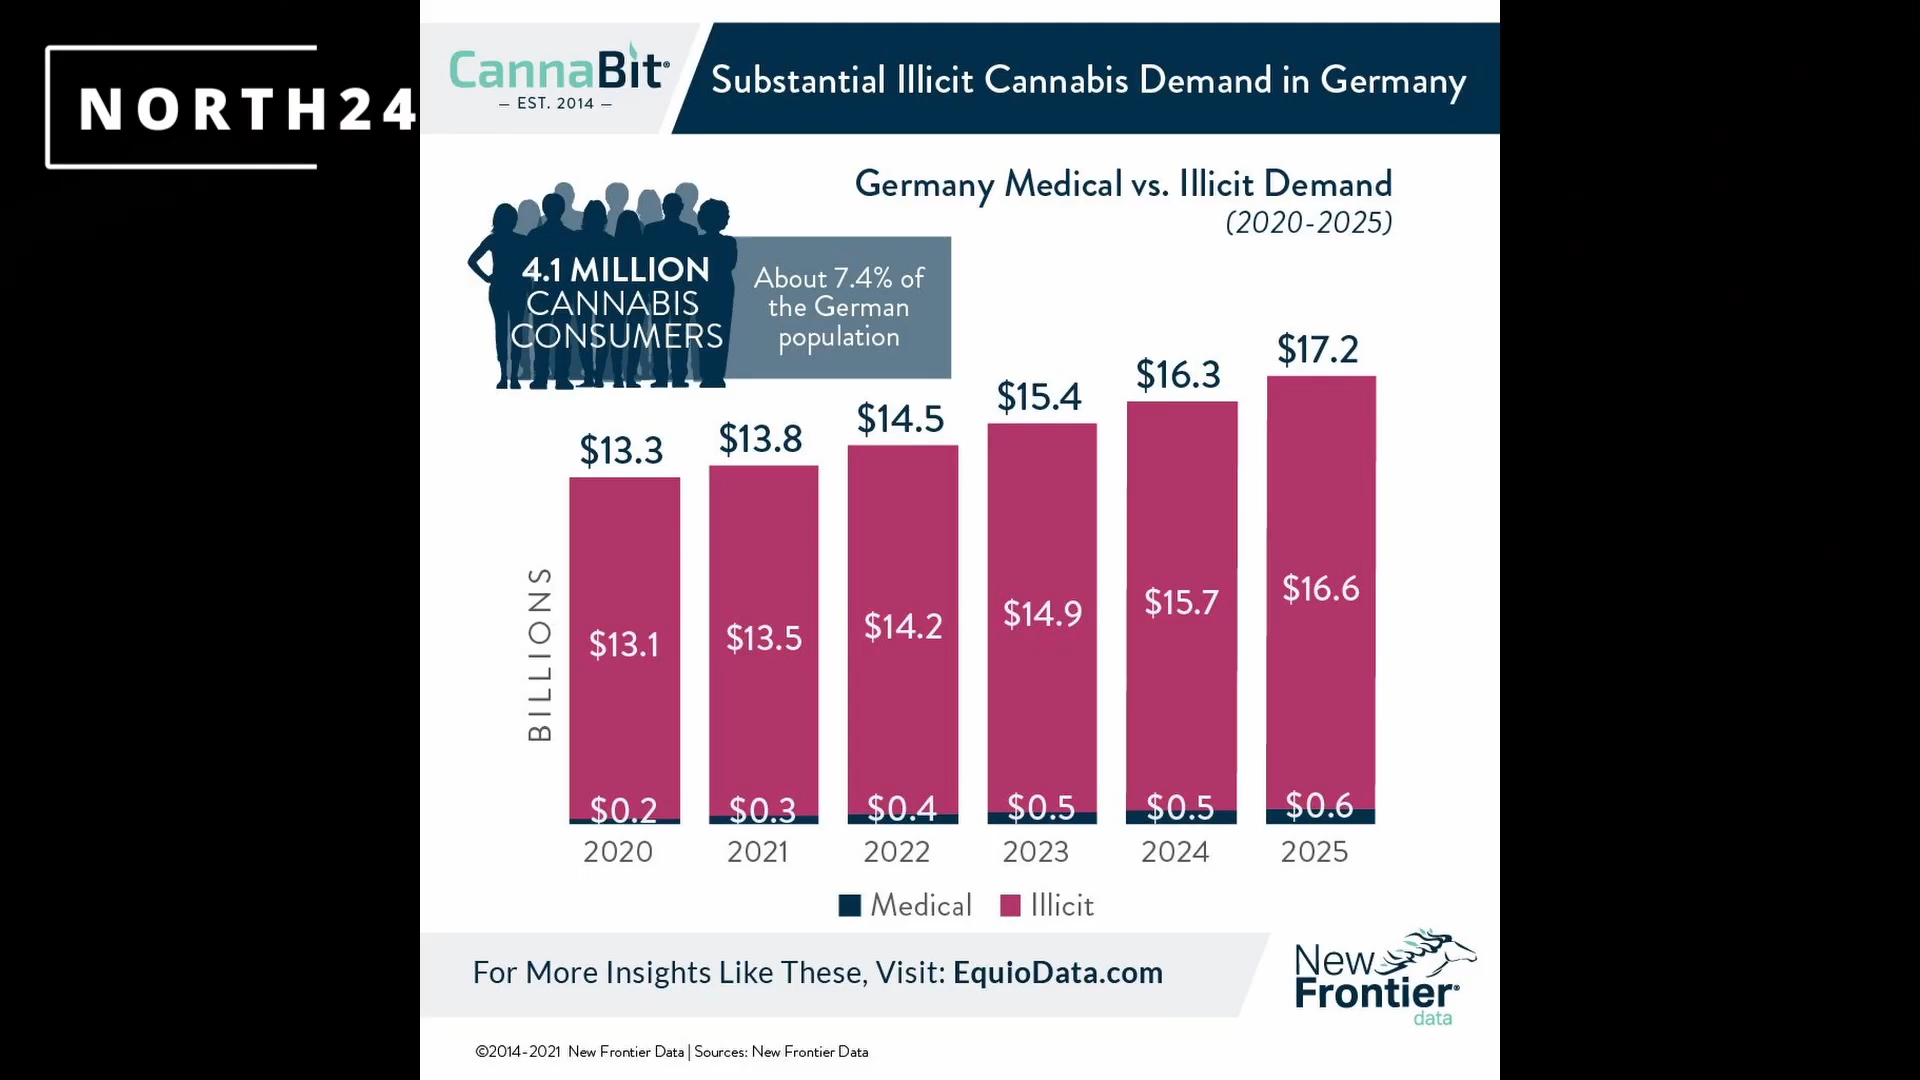 NORTH24
CannaBit®
– EST. 2014 –
Substantial Illicit Cannabis Demand in Germany
Germany Medical vs. Illicit Demand
(2020-2025)
4.1 MILLION
CANNABIS
CONSUMERS
About 7.4% of
the German
population
BILLIONS
$13.3
$13.8
$14.5
$15.4
$16.3
$17.2
$13.1
$13.5
$14.2
$14.9
$15.7
$16.6
$0.2
$0.3
$0.4
$0.5
$0.5
$0.6
2020
2021
2022
2023
2024
2025
Medical
Illicit
For More Insights Like These, Visit: EquioData.com
New
Frontier®
data
©2014-2021 New Frontier Data | Sources: New Frontier Data